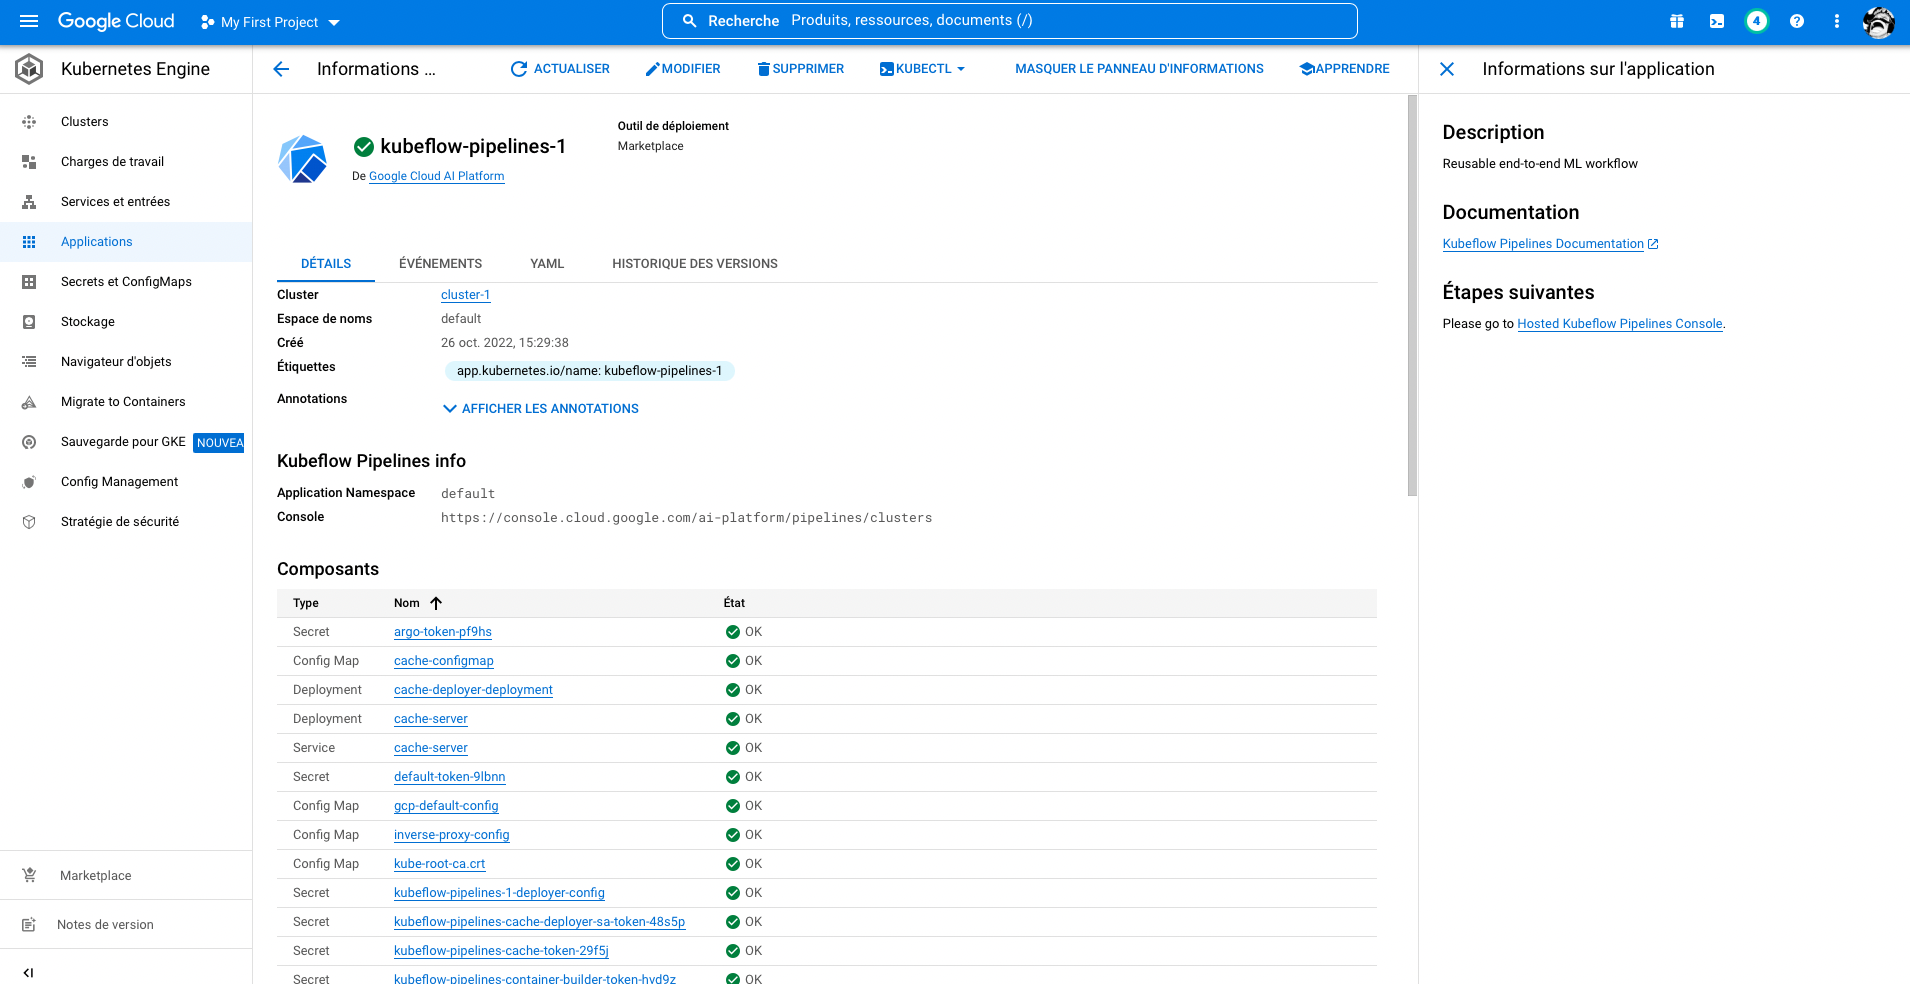 Google Cloud
My First Project
Recherche Produits, ressources, documents (/)
4
Kubernetes Engine
Informations ...
ACTUALISER
MODIFIER
SUPPRIMER
KUBECTL
MASQUER LE PANNEAU D'INFORMATIONS
APPRENDRE
Informations sur l'application
Clusters
Charges de travail
Services et entrées
Applications
Secrets et ConfigMaps
Stockage
Navigateur d'objets
Migrate to Containers
Sauvegarde pour GKE NOUVEA
Config Management
Stratégie de sécurité
Marketplace
Notes de version
kubeflow-pipelines-1
De Google Cloud AI Platform
Outil de déploiement
Marketplace
DÉTAILS ÉVÉNEMENTS YAML HISTORIQUE DES VERSIONS
Cluster cluster-1
Espace de noms default
Créé 26 oct. 2022, 15:29:38
Étiquettes app.kubernetes.io/name: kubeflow-pipelines-1
Annotations AFFICHER LES ANNOTATIONS
Kubeflow Pipelines info
Application Namespace default
Console https://console.cloud.google.com/ai-platform/pipelines/clusters
Composants
Type Nom État
Secret argo-token-pf9hs OK
Config Map cache-configmap OK
Deployment cache-deployer-deployment OK
Deployment cache-server OK
Service cache-server OK
Secret default-token-9lbnn OK
Config Map gcp-default-config OK
Config Map inverse-proxy-config OK
Config Map kube-root-ca.crt OK
Secret kubeflow-pipelines-1-deployer-config OK
Secret kubeflow-pipelines-cache-deployer-sa-token-48s5p OK
Secret kubeflow-pipelines-cache-token-29f5j OK
Secret kubeflow-pipelines-container-builder-token-hvd9z OK
Description
Reusable end-to-end ML workflow
Documentation
Kubeflow Pipelines Documentation
Étapes suivantes
Please go to Hosted Kubeflow Pipelines Console.